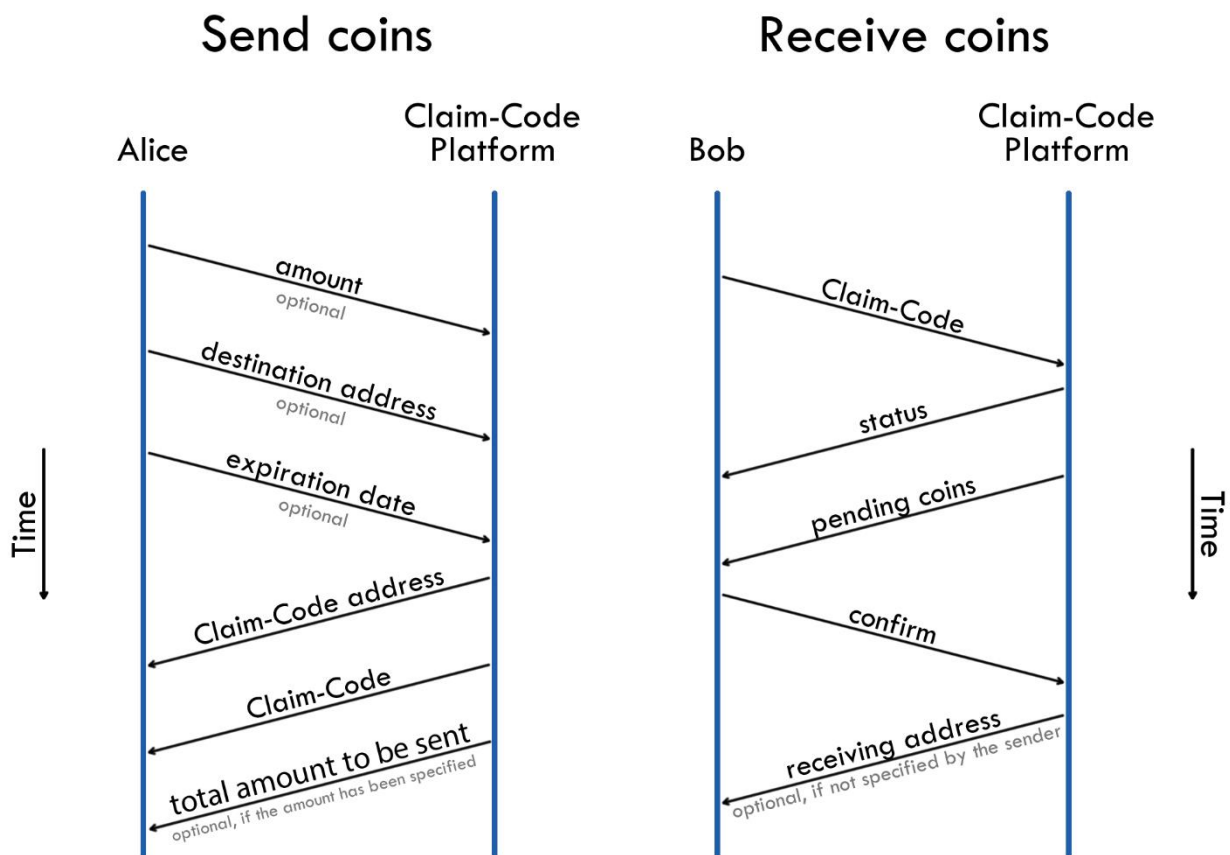 Send coins
Receive coins
Alice
Claim-Code
Platform
Bob
Claim-Code
Platform
amount
optional
destination address
optional
expiration date
optional
Claim-Code address
Claim-Code
total amount to be sent
optional, if the amount has been specified
Time
Claim-Code
status
pending coins
confirm
receiving address
optional, if not specified by the sender
Time